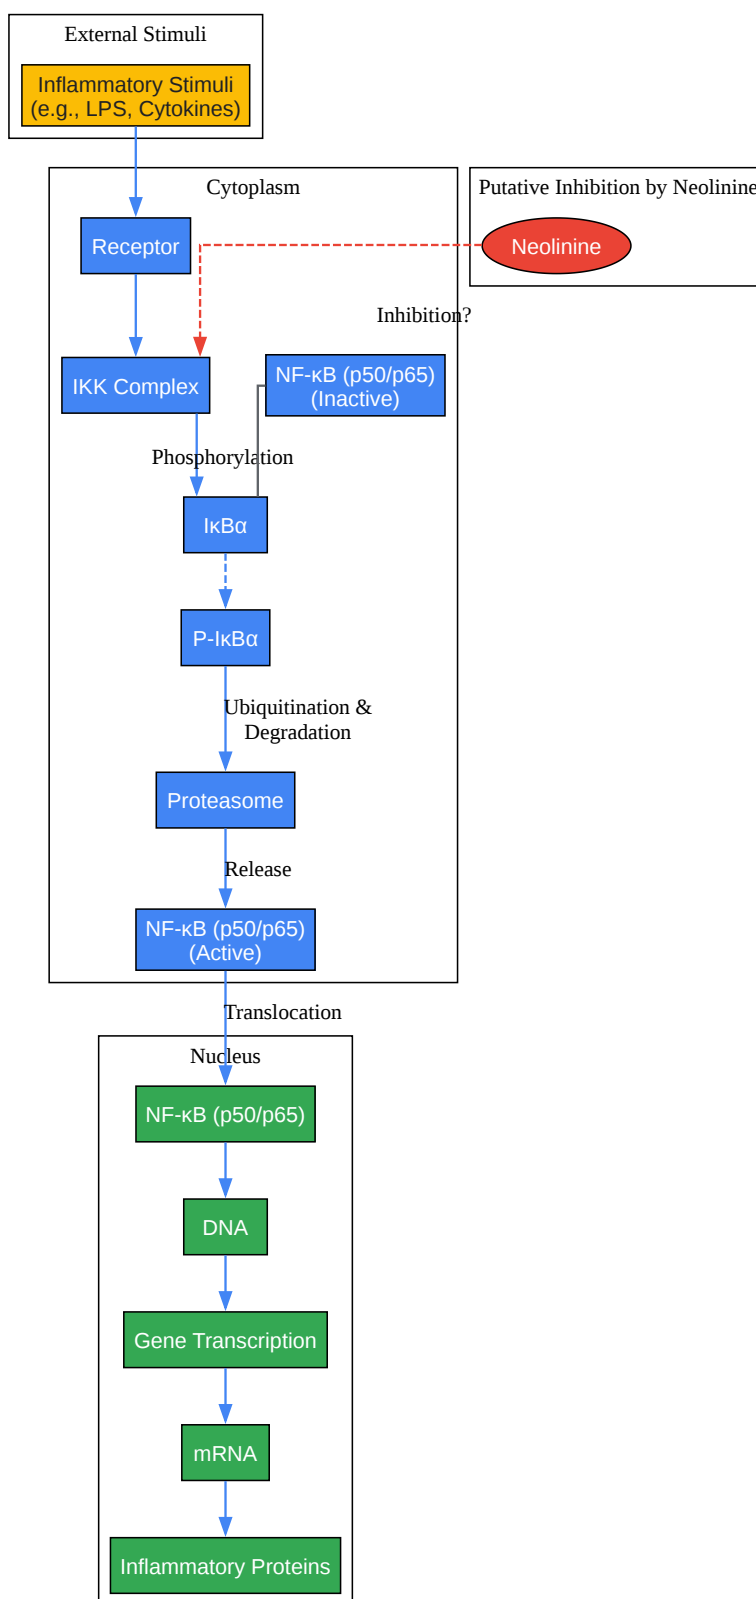 External Stimuli
Inflammatory Stimuli
(e.g., LPS, Cytokines)
Cytoplasm
Putative Inhibition by Neolinine
Receptor
Neolinine
Inhibition?
IKK Complex
NF-κB (p50/p65)
(Inactive)
Phosphorylation
IκBα
P-IκBα
Ubiquitination &
Degradation
Proteasome
Release
NF-κB (p50/p65)
(Active)
Translocation
Nucleus
NF-κB (p50/p65)
DNA
Gene Transcription
mRNA
Inflammatory Proteins